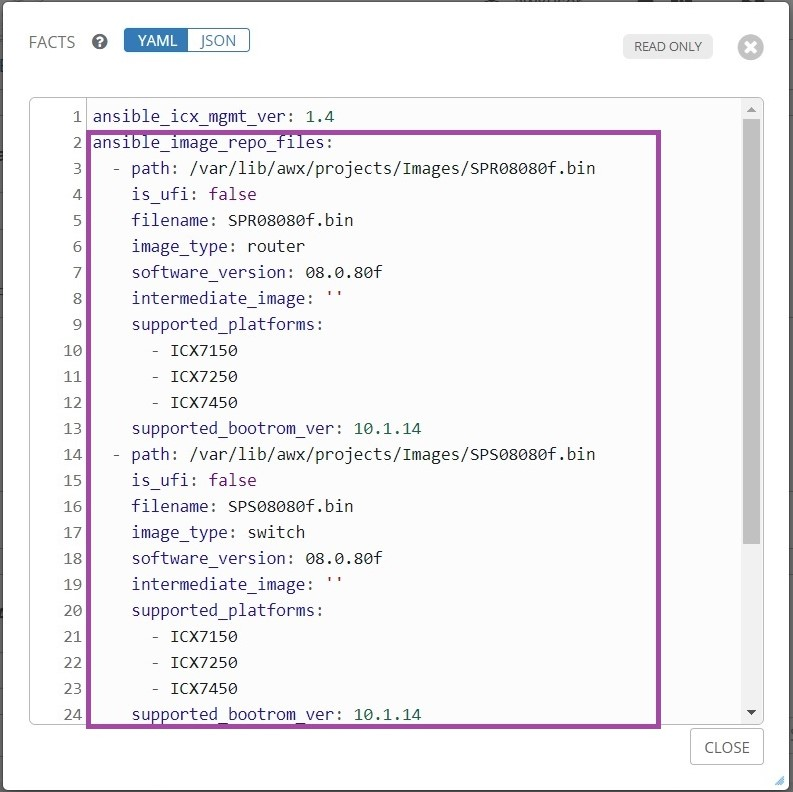 FACTS ? YAML JSON READ ONLY
1 ansible_icx_mgmt_ver: 1.4
2 ansible_image_repo_files:
3   - path: /var/lib/awx/projects/Images/SPR08080f.bin
4     is_ufi: false
5     filename: SPR08080f.bin
6     image_type: router
7     software_version: 08.0.80f
8     intermediate_image: ''
9     supported_platforms:
10       - ICX7150
11       - ICX7250
12       - ICX7450
13     supported_bootrom_ver: 10.1.14
14   - path: /var/lib/awx/projects/Images/SPS08080f.bin
15     is_ufi: false
16     filename: SPS08080f.bin
17     image_type: switch
18     software_version: 08.0.80f
19     intermediate_image: ''
20     supported_platforms:
21       - ICX7150
22       - ICX7250
23       - ICX7450
24     supported_bootrom_ver: 10.1.14
CLOSE